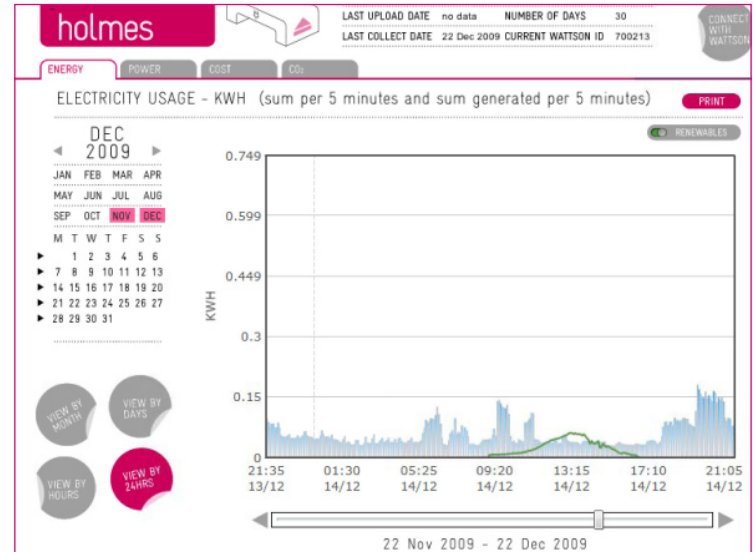 holmes
LAST UPLOAD DATE no data NUMBER OF DAYS 30
LAST COLLECT DATE 22 Dec 2009 CURRENT WATTSON ID 700213
CONNECT
WITH
WATTSON
ENERGY POWER COST CO₂
ELECTRICITY USAGE - KWH (sum per 5 minutes and sum generated per 5 minutes)
PRINT
RENEWABLES
DEC
2009
JAN FEB MAR APR
MAY JUN JUL AUG
SEP OCT NOV DEC
M T W T F S S
1 2 3 4 5 6
7 8 9 10 11 12 13
14 15 16 17 18 19 20
21 22 23 24 25 26 27
28 29 30 31
VIEW BY
MONTH
VIEW BY
DAYS
VIEW BY
HOURS
VIEW BY
24HRS
KWH
0.749
0.599
0.449
0.3
0.15
0
21:35 01:30 05:25 09:20 13:15 17:10 21:05
13/12 14/12 14/12 14/12 14/12 14/12 14/12
22 Nov 2009 - 22 Dec 2009